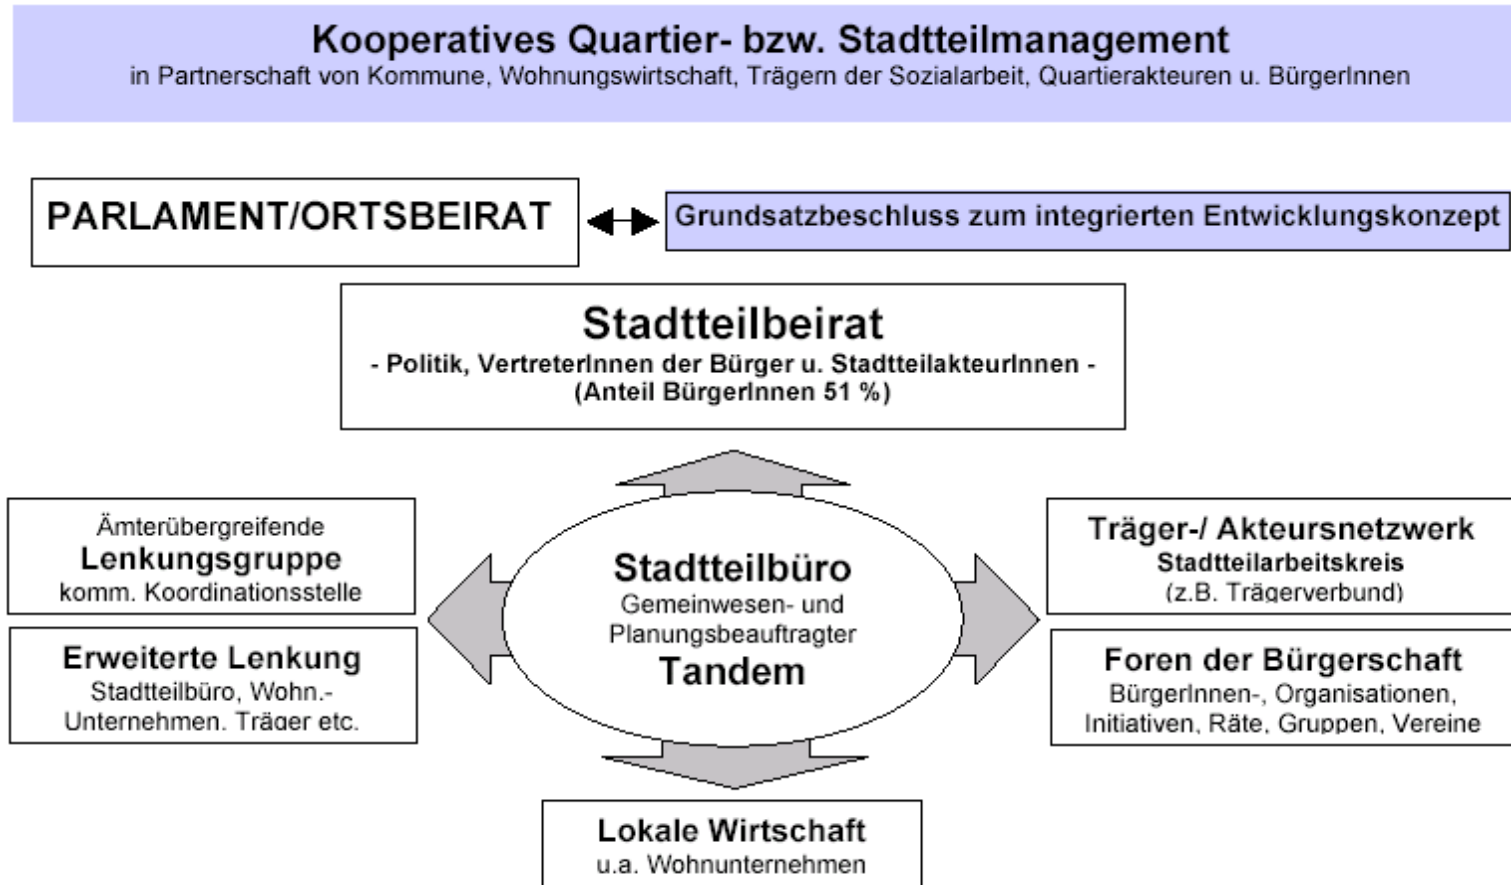 Kooperatives Quartier- bzw. Stadtteilmanagement
in Partnerschaft von Kommune, Wohnungswirtschaft, Trägern der Sozialarbeit, Quartierakteuren u. BürgerInnen
PARLAMENT/ORTSBEIRAT
Grundsatzbeschluss zum integrierten Entwicklungskonzept
Stadtteilbeirat
- Politik, VertreterInnen der Bürger u. StadtteilakteurInnen -
(Anteil BürgerInnen 51 %)
Ämterübergreifende
Lenkungsgruppe
komm. Koordinationsstelle
Erweiterte Lenkung
Stadtteilbüro, Wohn.-
Unternehmen, Träger etc.
Stadtteilbüro
Gemeinwesen- und
Planungsbeauftragter
Tandem
Träger-/ Akteursnetzwerk
Stadtteilarbeitskreis
(z.B. Trägerverbund)
Foren der Bürgerschaft
BürgerInnen-, Organisationen,
Initiativen, Räte, Gruppen, Vereine
Lokale Wirtschaft
u.a. Wohnunternehmen